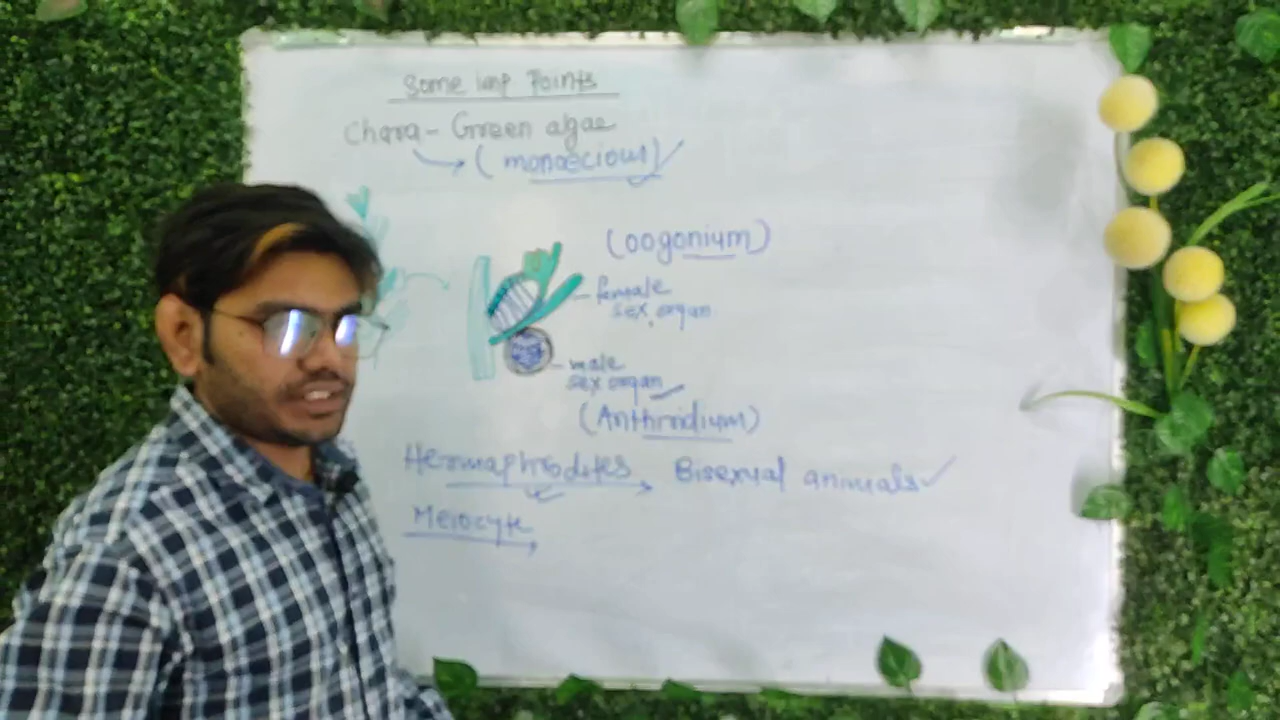 Some Imp Points
Chara - Green algae
(monoecious)
(oogonium)
female
sex organ
male
sex organ
(Anthridium)
Hermaphrodites → Bisexual animals
Meiocyte